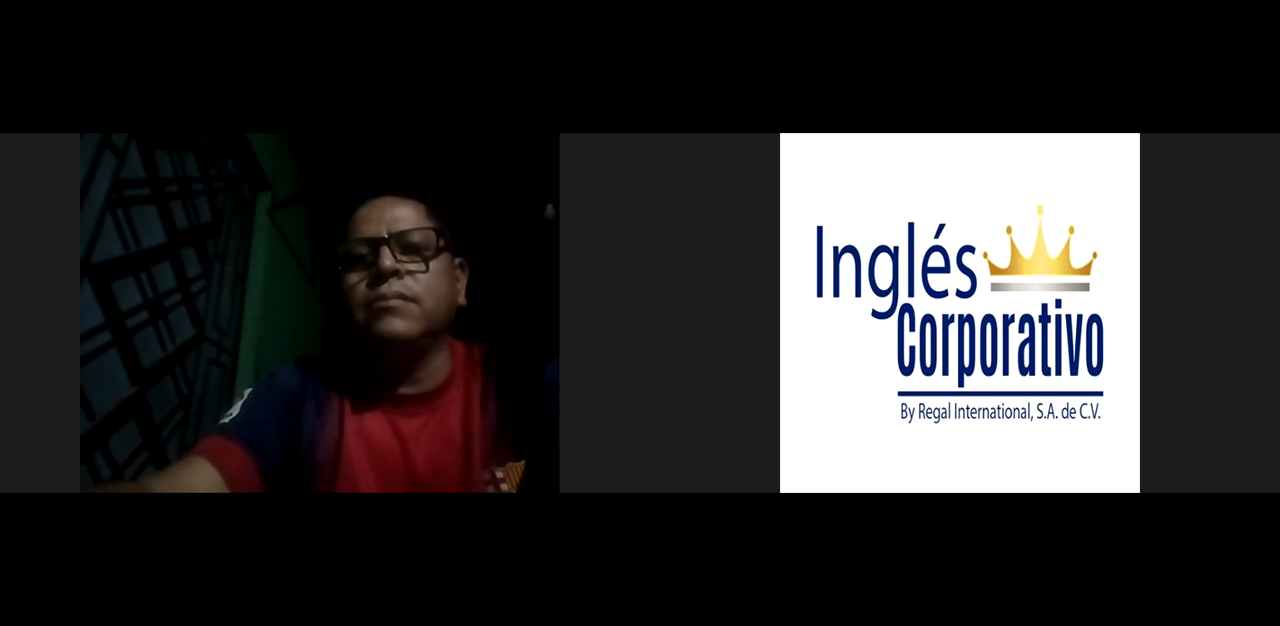 Inglés
Corporativo
By Regal International, S.A. de C.V.